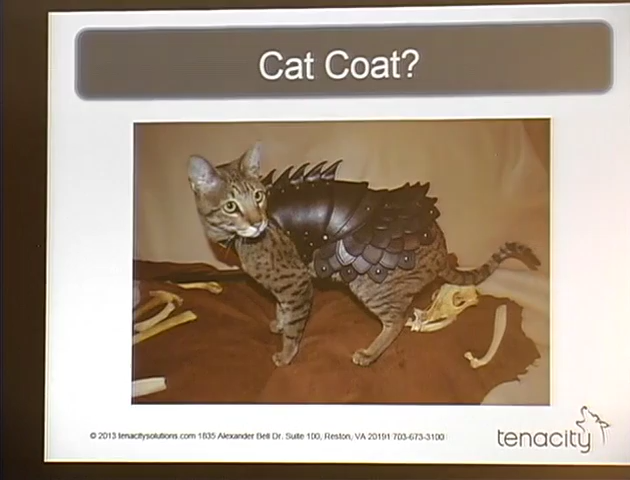 Cat Coat?
© 2013 tenacitysolutions.com 1835 Alexander Bell Dr. Suite 100, Reston, VA 20191 703-673-3100
tenacity